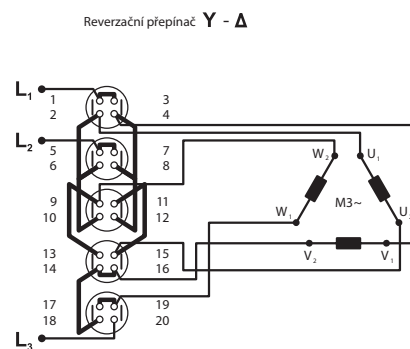 Reverzační přepínač Y - Δ
L₁
1 3
2 4
L₂
5 7
6 8
W₂ U₁
9 11
10 12
M3~
W₁ U
13 15
14 16
V₂ V₁
17 19
18 20
L₃